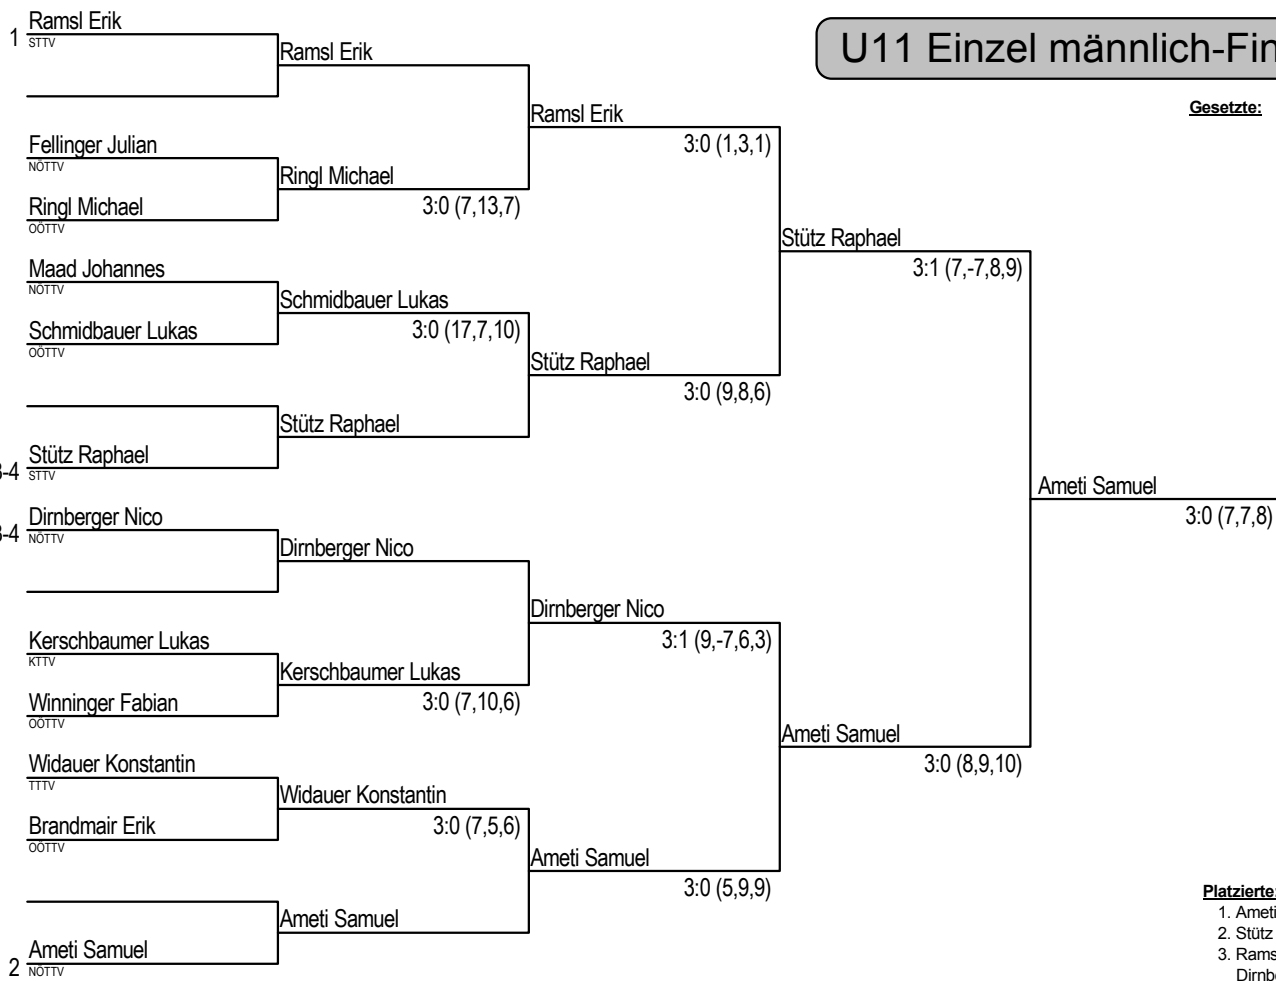 U11 Einzel männlich-Fin
Gesetzte:
1 Ramsl Erik
STTV
Fellinger Julian
NÖTTV
Ringl Michael
OÖTTV
Maad Johannes
NÖTTV
Schmidbauer Lukas
OÖTTV
3-4 Stütz Raphael
STTV
3-4 Dirnberger Nico
NÖTTV
Kerschbaumer Lukas
KTTV
Winninger Fabian
OÖTTV
Widauer Konstantin
TTTV
Brandmair Erik
OÖTTV
2 Ameti Samuel
NÖTTV
Ramsl Erik
Ringl Michael
3:0 (7,13,7)
Schmidbauer Lukas
3:0 (17,7,10)
Stütz Raphael
Dirnberger Nico
Kerschbaumer Lukas
3:0 (7,10,6)
Widauer Konstantin
3:0 (7,5,6)
Ameti Samuel
Ramsl Erik
3:0 (1,3,1)
Stütz Raphael
3:0 (9,8,6)
Dirnberger Nico
3:1 (9,-7,6,3)
Ameti Samuel
3:0 (5,9,9)
Stütz Raphael
3:1 (7,-7,8,9)
Ameti Samuel
3:0 (8,9,10)
Ameti Samuel
3:0 (7,7,8)
Platzierte:
1. Ameti
2. Stütz
3. Rams
Dirnbe